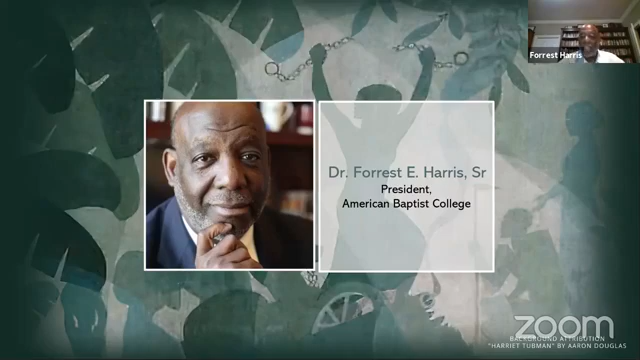 Forrest Harris
Dr. Forrest E. Harris, Sr
President,
American Baptist College
zoom
BACKGROUND ATTRIBUTION
"HARRIET TUBMAN" BY AARON DOUGLAS